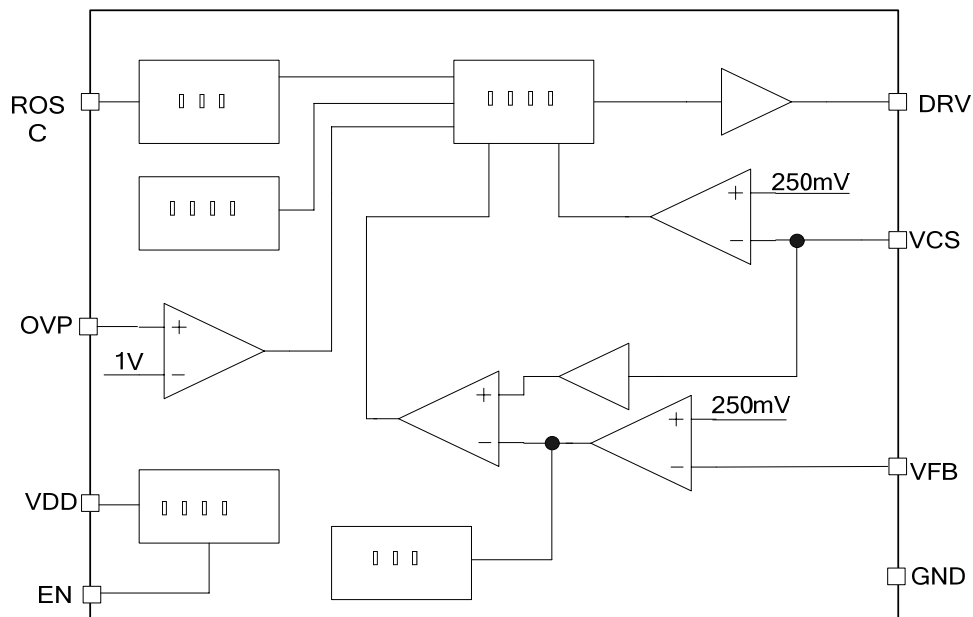 ROS
C
DRV
+
250mV
−
VCS
OVP
+
1V
−
+
250mV
+
−
−
VFB
VDD
GND
EN